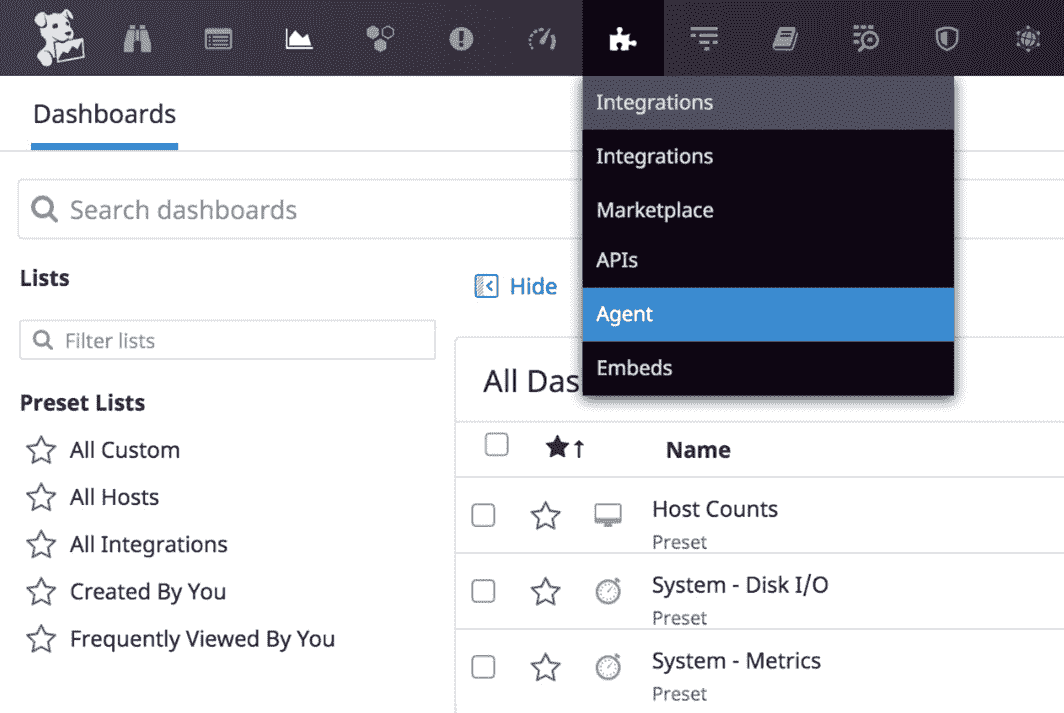 Integrations
Dashboards
Integrations
Marketplace
Search dashboards
APIs
Lists
Hide
Agent
Filter lists
Embeds
All Das
Preset Lists
All Custom
Name
All Hosts
Host Counts
Preset
All Integrations
Created By You
System - Disk I/O
Preset
Frequently Viewed By You
System - Metrics
Preset